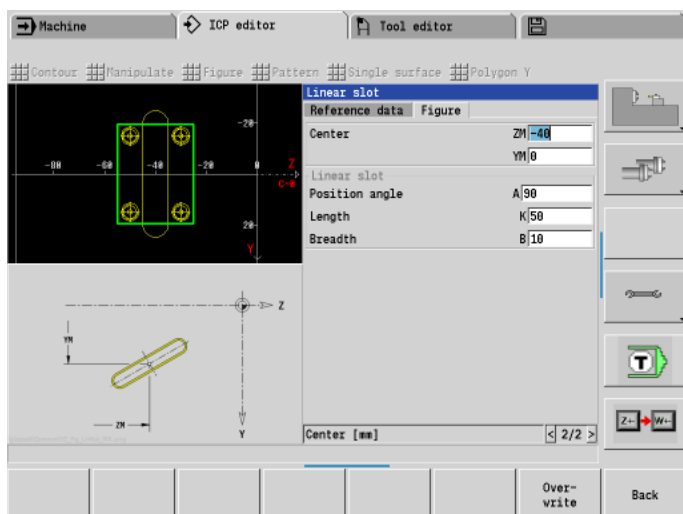 Machine
ICP editor
Tool editor
Contour Manipulate Figure Pattern Single surface Polygon Y
Linear slot
Reference data Figure
Center ZM -40
YM 0
Linear slot
Position angle A 90
Length K 50
Breadth B 10
-20
-80 -60 -40 -20 0 Z
C-0
20
Y
Z
YM
ZM
Y
Center [mm] < 2/2 >
T
Z← W←
Over-
write
Back